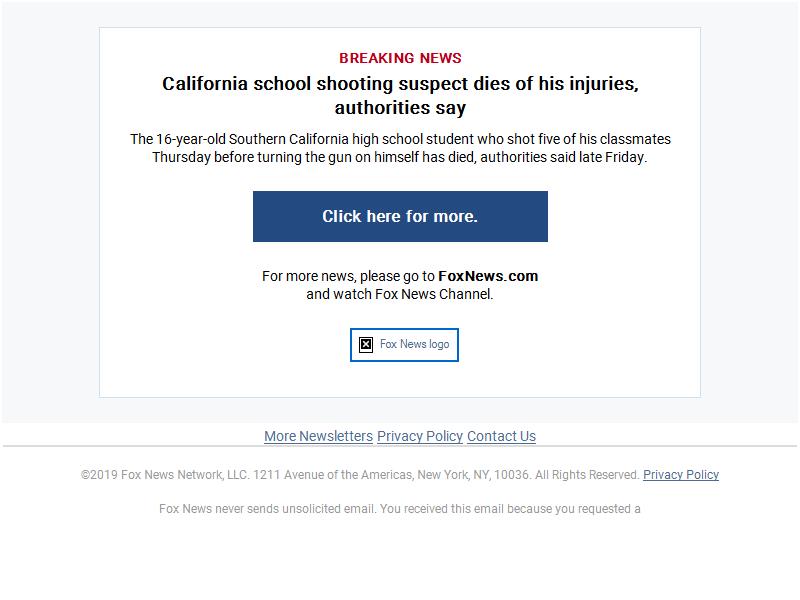 BREAKING NEWS
California school shooting suspect dies of his injuries,
authorities say
The 16-year-old Southern California high school student who shot five of his classmates
Thursday before turning the gun on himself has died, authorities said late Friday.
Click here for more.
For more news, please go to FoxNews.com
and watch Fox News Channel.
Fox News logo
More Newsletters Privacy Policy Contact Us
©2019 Fox News Network, LLC. 1211 Avenue of the Americas, New York, NY, 10036. All Rights Reserved. Privacy Policy
Fox News never sends unsolicited email. You received this email because you requested a